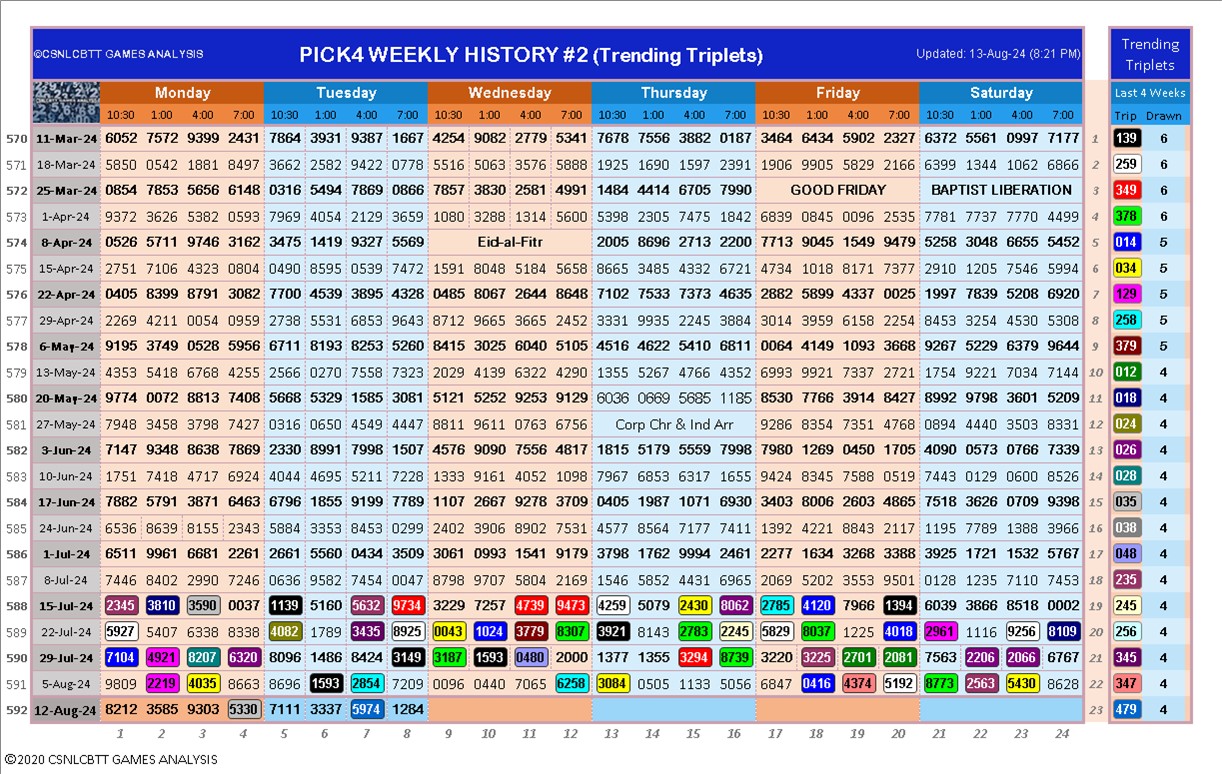 ©CSNLCBTT GAMES ANALYSIS PICK4 WEEKLY HISTORY #2 (Trending Triplets) Updated: 13-Aug-24 (8:21 PM) Trending
Triplets
Monday Tuesday Wednesday Thursday Friday Saturday Last 4 Weeks
10:30 1:00 4:00 7:00 10:30 1:00 4:00 7:00 10:30 1:00 4:00 7:00 10:30 1:00 4:00 7:00 10:30 1:00 4:00 7:00 10:30 1:00 4:00 7:00 Trip Drawn
570 11-Mar-24 6052 7572 9399 2431 7864 3931 9387 1667 4254 9082 2779 5341 7678 7556 3882 0187 3464 6434 5902 2327 6372 5561 0997 7177 1 139 6
571 18-Mar-24 5850 0542 1881 8497 3662 2582 9422 0776 5516 5063 3576 5888 1925 1690 1597 2391 1906 9905 5829 2166 6399 1344 1062 6866 2 259 6
572 25-Mar-24 0854 7853 5656 6148 0316 5494 7869 0866 7857 3830 2581 4991 1484 4414 6705 7990 GOOD FRIDAY BAPTIST LIBERATION 3 349 6
573 1-Apr-24 9372 3626 5382 0593 7969 4054 2129 3659 1080 3288 1314 5600 5398 2305 7475 1842 6839 0845 0096 2535 7781 7737 7770 4499 4 378 6
574 8-Apr-24 0526 5711 9746 3162 3475 1419 9327 5569 Eid-al-Fitr 2005 8696 2713 2200 7713 9045 1549 9479 5258 3048 6655 5452 5 014 5
575 15-Apr-24 2751 7106 4323 0804 0490 8595 0539 7472 1591 8048 5184 5658 8665 3485 4332 6721 4734 1018 8171 7377 2910 1205 7546 5994 6 034 5
576 22-Apr-24 0405 8399 8791 3082 7700 4539 3895 4328 0485 8067 2644 8648 7102 7533 7373 4635 2882 5899 4337 0025 1997 7839 5208 6920 7 129 5
577 29-Apr-24 2269 4211 0054 0959 2738 5531 6853 9643 8712 9665 3665 2452 3331 9935 2245 3884 3014 3959 6158 2254 8453 3254 4530 5308 8 258 5
578 6-May-24 9195 3749 0528 5956 6711 8193 8253 5260 8415 3025 6040 5105 4516 4622 5410 6811 0064 4149 1093 3668 9267 5229 6379 9644 9 379 5
579 13-May-24 4353 5418 6768 4255 2566 0270 7558 7323 2029 4139 6322 4290 1355 5267 4766 4352 6993 9921 7337 2721 1754 9221 7034 7144 10 012 4
580 20-May-24 9774 0072 8813 7408 5668 5329 1585 3081 5121 5252 9253 9129 6036 0669 5685 1185 8530 7766 3914 8427 8992 9798 3601 5209 11 018 4
581 27-May-24 7948 3458 3798 7427 0316 0650 4549 4447 8811 9611 0763 6756 Corp Chr & Ind Arr 9286 8354 7351 4768 0894 4440 3503 8331 12 024 4
582 3-Jun-24 7147 9348 8638 7869 2330 8991 7998 1507 4576 9090 7556 4817 1815 5179 5559 7998 7980 1269 0450 1705 4090 0573 0766 7339 13 026 4
583 10-Jun-24 1751 7418 4717 6924 4044 4695 5211 7228 1333 9161 4052 1098 7967 6853 6317 1655 9424 8345 7588 0519 7443 0129 0600 8526 14 028 4
584 17-Jun-24 7882 5791 3871 6463 6796 1855 9199 7789 1107 2667 9278 3709 0405 1987 1071 6930 3403 8006 2603 4865 7518 3626 0709 9398 15 035 4
585 24-Jun-24 6536 8639 8155 2343 5884 3353 8453 0299 2402 3906 8902 7531 4577 8564 7177 7411 1392 4221 8843 2117 1195 7789 1388 3966 16 038 4
586 1-Jul-24 6511 9961 6681 2261 2661 5560 0434 3509 3061 0993 1541 9179 3798 1762 9994 2461 2277 1634 3268 3388 3925 1721 1532 5767 17 048 4
587 8-Jul-24 7446 8402 2990 7246 0636 9582 7454 0047 8798 9707 5804 2169 1546 5852 4431 6965 2069 5202 3553 9501 0128 1235 7110 7453 18 235 4
588 15-Jul-24 2345 3810 3590 0037 1139 5160 5632 9734 3229 7257 4739 9473 4259 5079 2430 8062 2785 4120 7966 1394 6039 3866 8518 0002 19 245 4
589 22-Jul-24 5927 5407 6338 8338 4082 1789 3435 8925 0043 1024 3779 8307 3921 8143 2783 2245 5829 8037 1225 4018 2961 1116 9256 8109 20 256 4
590 29-Jul-24 7104 4921 8207 6320 8096 1486 8424 3149 3187 1593 0480 2000 1377 1355 3294 8739 3220 3225 2701 2081 7563 2206 2066 6767 21 345 4
591 5-Aug-24 9809 2219 4035 8663 8696 1593 2854 7209 0096 0440 7065 6258 3084 0505 1133 5056 6847 0416 4374 5192 8773 2563 5430 8628 22 347 4
592 12-Aug-24 8212 3585 9303 5330 7111 3337 5974 1284 23 479 4
1 2 3 4 5 6 7 8 9 10 11 12 13 14 15 16 17 18 19 20 21 22 23 24
©2020 CSNLCBTT GAMES ANALYSIS